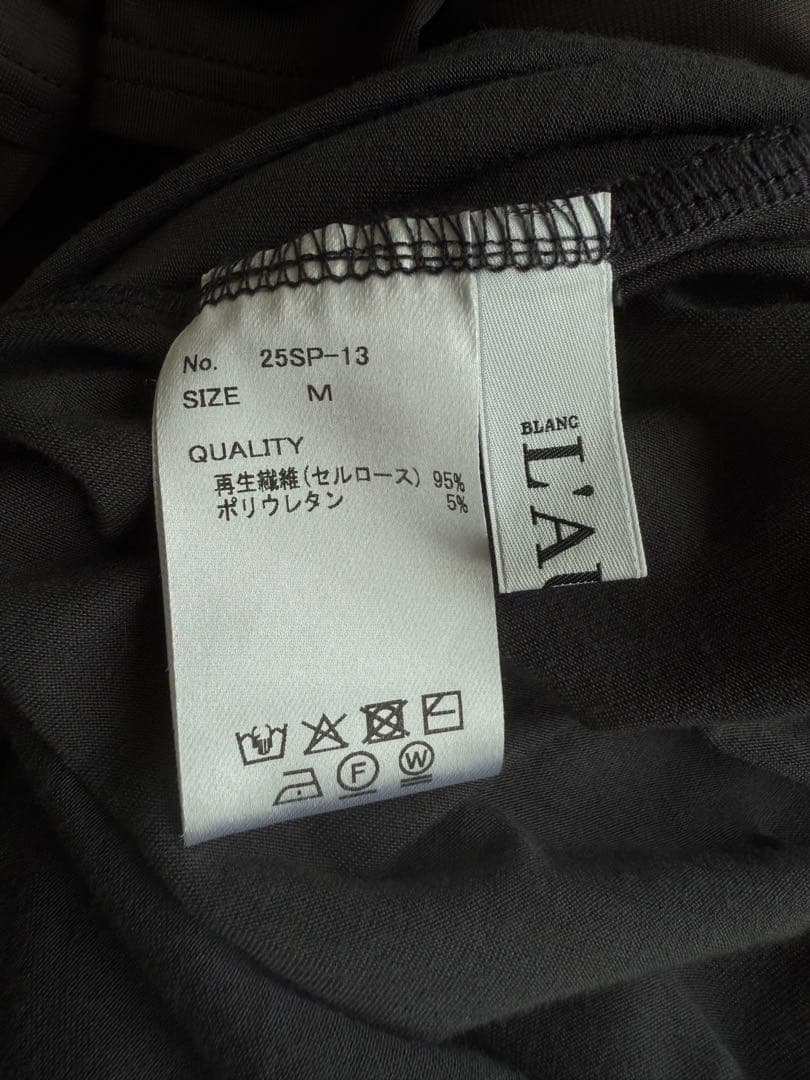 No. 25SP-13
SIZE M
QUALITY
再生繊維(セルロース) 95%
ポリウレタン 5%
F
W
BLANC
L'A